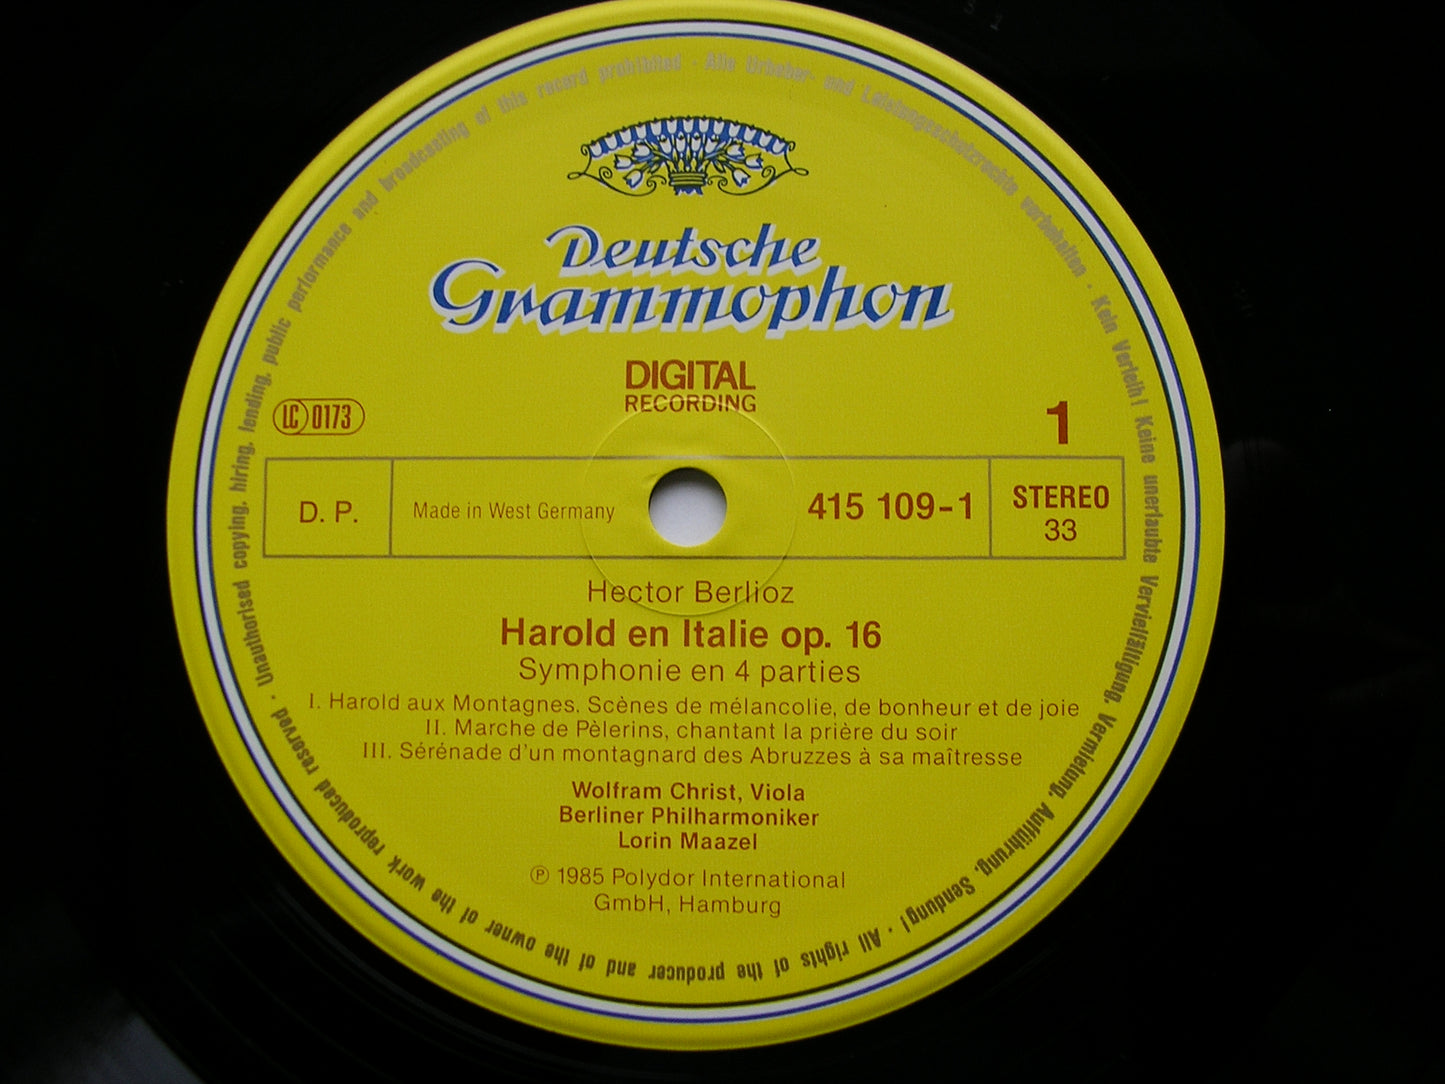 Deutsche
Grammophon
DIGITAL
RECORDING
LC 0173
1
D. P.
Made in West Germany
415 109-1
STEREO
33
Hector Berlioz
Harold en Italie op. 16
Symphonie en 4 parties
I. Harold aux Montagnes. Scènes de mélancolie, de bonheur et de joie
II. Marche de Pèlerins, chantant la prière du soir
III. Sérénade d'un montagnard des Abruzzes à sa maîtresse
Wolfram Christ, Viola
Berliner Philharmoniker
Lorin Maazel
℗ 1985 Polydor International
GmbH, Hamburg
Alle Urheber- und Leistungsschutzrechte vorbehalten · Kein Verleih! Keine unerlaubte Vervielfältigung, Vermietung, Aufführung, Sendung! · All rights of the producer and of the owner of the work reproduced reserved · Unauthorised copying, hiring, lending, public performance and broadcasting of this record prohibited ·